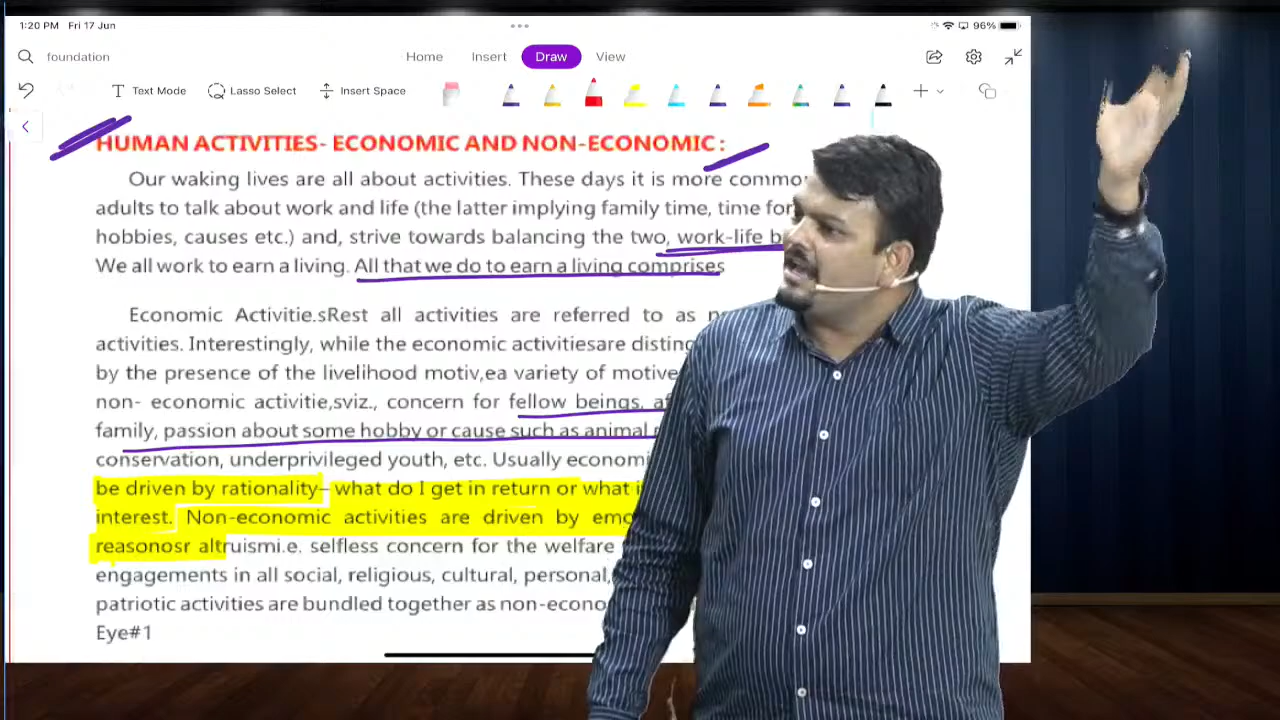 1:20 PM Fri 17 Jun
96%
foundation
Home Insert Draw View
Text Mode Lasso Select Insert Space
HUMAN ACTIVITIES- ECONOMIC AND NON-ECONOMIC :
Our waking lives are all about activities. These days it is more
adults to talk about work and life (the latter implying family time, time for
hobbies, causes etc.) and, strive towards balancing the two, work-life
We all work to earn a living. All that we do to earn a living comprises
Economic Activitie.sRest all activities are referred to as
activities. Interestingly, while the economic activitiesare
by the presence of the livelihood motiv,ea variety of
non- economic activitie,sviz., concern for fellow beings,
family, passion about some hobby or cause such as animal
conservation, underprivileged youth, etc. Usually
be driven by rationality– what do I get in return or what
interest. Non-economic activities are driven by
reasonosr altruismi.e. selfless concern for the welfare
engagements in all social, religious, cultural, personal,
patriotic activities are bundled together as
Eye#1